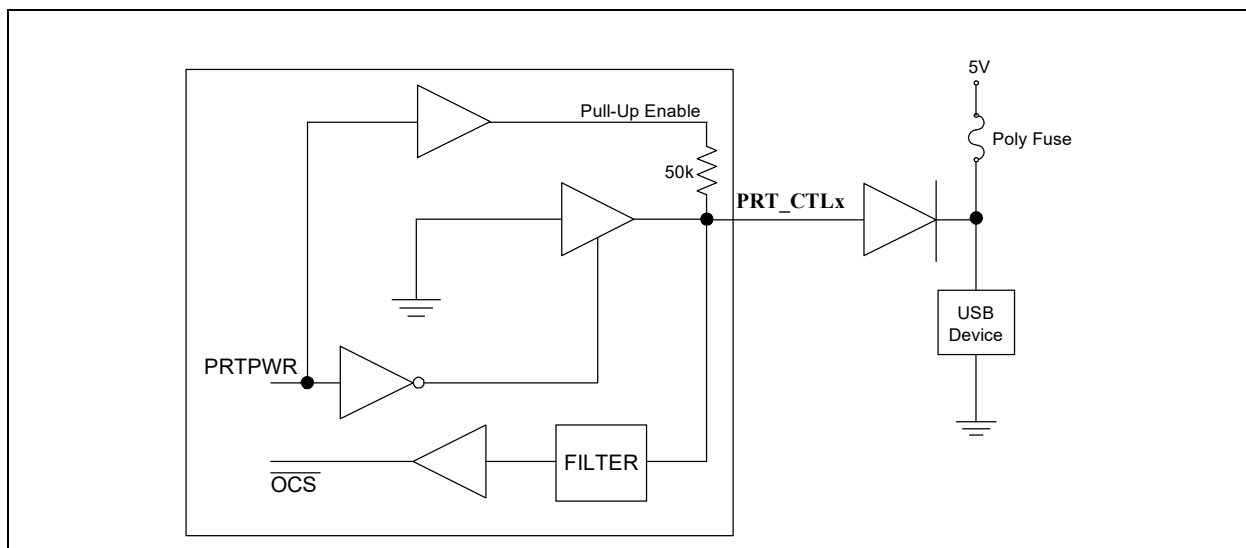 5V
Pull-Up Enable
Poly Fuse
50k
PRT_CTLx
USB
Device
PRTPWR
FILTER
OCS